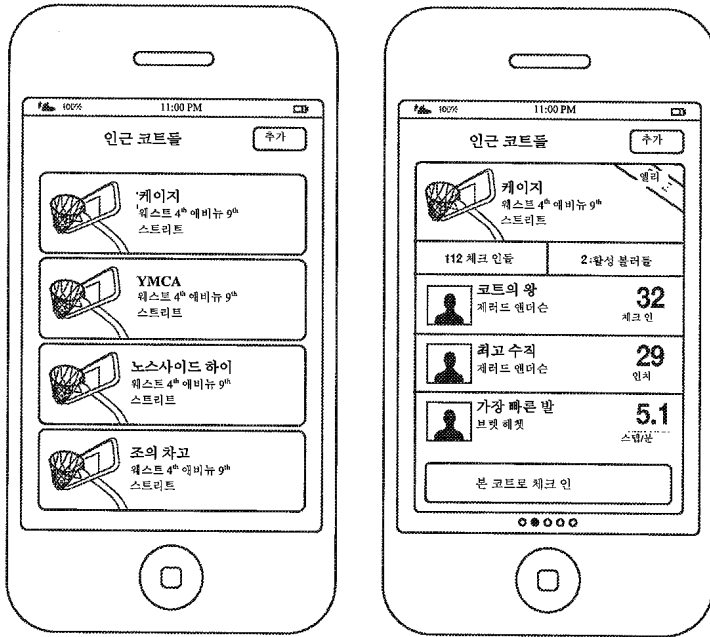 100%
11:00 PM
인근 코트들
추가
케이지
웨스트 4th 애비뉴 9th
스트리트
YMCA
웨스트 4th 애비뉴 9th
스트리트
노스사이드 하이
웨스트 4th 애비뉴 9th
스트리트
조의 차고
웨스트 4th 애비뉴 9th
스트리트
100%
11:00 PM
인근 코트들
추가
케이지
웨스트 4th 애비뉴 9th
스트리트
앨리
112 체크 인들
2 활성 볼러들
코트의 왕
제러드 앤더슨
32
체크 인
최고 수직
제러드 앤더슨
29
인치
가장 빠른 발
브렛
5.1
스텝/분
본 코트로 체크 인